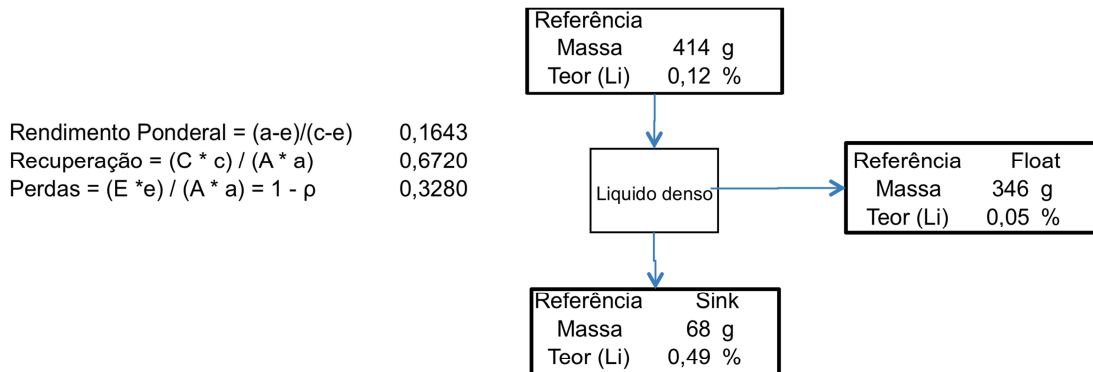 Referência
Massa 414 g
Teor (Li) 0,12 %
Rendimento Ponderal = (a-e)/(c-e) 0,1643
Recuperação = (C * c) / (A * a) 0,6720
Perdas = (E *e) / (A * a) = 1 - ρ 0,3280
Liquido denso
Referência Float
Massa 346 g
Teor (Li) 0,05 %
Referência Sink
Massa 68 g
Teor (Li) 0,49 %